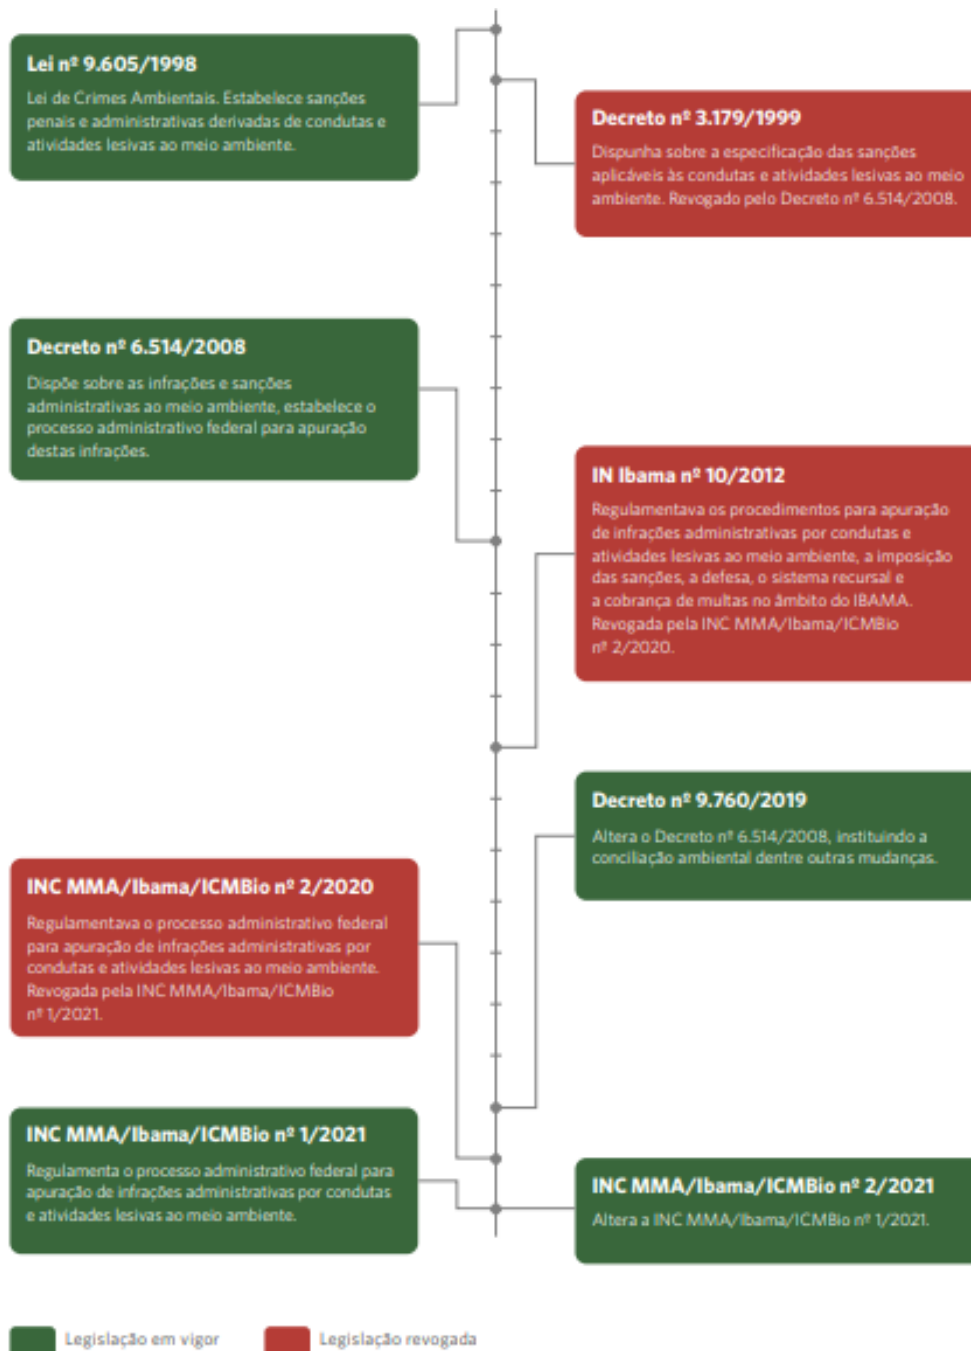 Lei nº 9.605/1998
Lei de Crimes Ambientais. Estabelece sanções
penais e administrativas derivadas de condutas e
atividades lesivas ao meio ambiente.
Decreto nº 3.179/1999
Dispunha sobre a especificação das sanções
aplicáveis às condutas e atividades lesivas ao meio
ambiente. Revogado pelo Decreto nº 6.514/2008.
Decreto nº 6.514/2008
Dispõe sobre as infrações e sanções
administrativas ao meio ambiente, estabelece o
processo administrativo federal para apuração
destas infrações.
IN Ibama nº 10/2012
Regulamentava os procedimentos para apuração
de infrações administrativas por condutas e
atividades lesivas ao meio ambiente, a imposição
das sanções, a defesa, o sistema recursal e
a cobrança de multas no âmbito do IBAMA.
Revogada pela INC MMA/Ibama/ICMBio
nº 2/2020.
Decreto nº 9.760/2019
Altera o Decreto nº 6.514/2008, instituindo a
conciliação ambiental dentre outras mudanças.
INC MMA/Ibama/ICMBio nº 2/2020
Regulamentava o processo administrativo federal
para apuração de infrações administrativas por
condutas e atividades lesivas ao meio ambiente.
Revogada pela INC MMA/Ibama/ICMBio
nº 1/2021.
INC MMA/Ibama/ICMBio nº 1/2021
Regulamenta o processo administrativo federal para
apuração de infrações administrativas por condutas
e atividades lesivas ao meio ambiente.
INC MMA/Ibama/ICMBio nº 2/2021
Altera a INC MMA/Ibama/ICMBio nº 1/2021.
Legislação em vigor
Legislação revogada